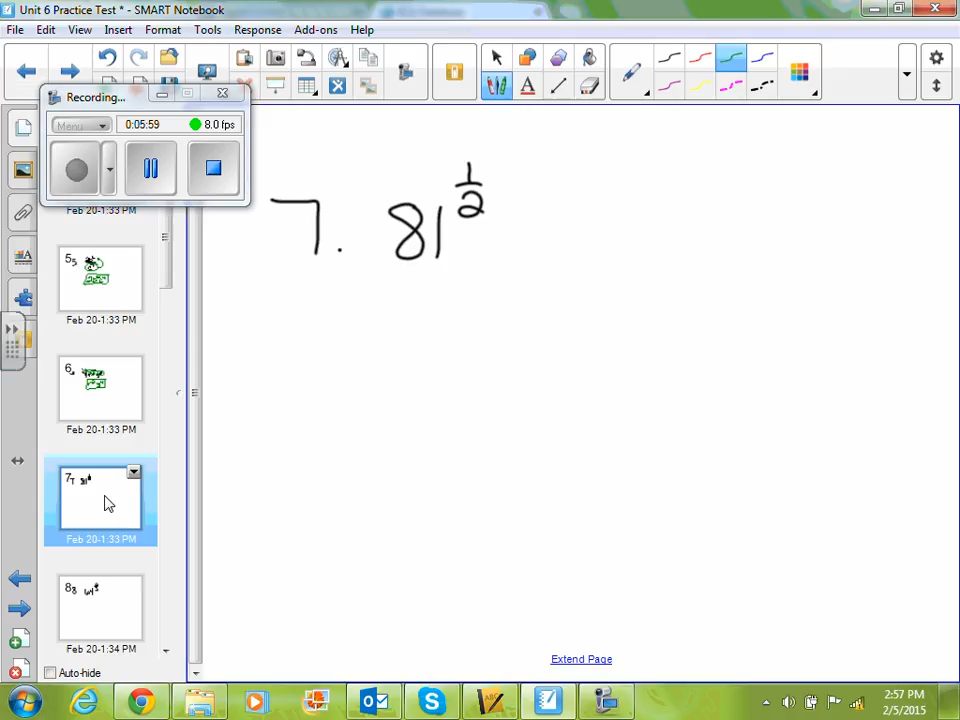 Unit 6 Practice Test * - SMART Notebook
File Edit View Insert Format Tools Response Add-ons Help
Recording...
Menu 0:05:59 8.0 fps
7. 81^{1/2}
Feb 20-1:33 PM
5
Feb 20-1:33 PM
6
Feb 20-1:33 PM
7
Feb 20-1:33 PM
8
Feb 20-1:34 PM
Extend Page
Auto-hide
2:57 PM
2/5/2015